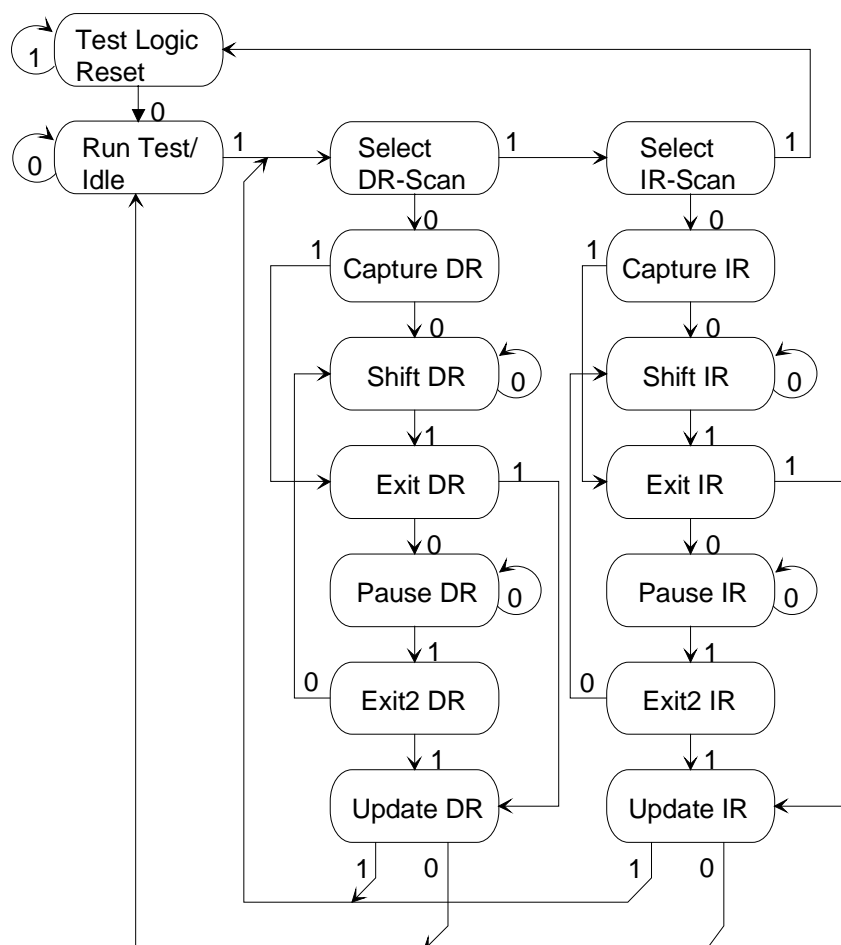 Test Logic
Reset
1
0
Run Test/
Idle
0
1
Select
DR-Scan
1
Select
IR-Scan
1
0
0
1
Capture DR
1
Capture IR
0
0
Shift DR
0
Shift IR
0
1
1
Exit DR
1
Exit IR
1
0
0
Pause DR
0
Pause IR
0
1
1
0
Exit2 DR
0
Exit2 IR
1
1
Update DR
Update IR
1
0
1
0